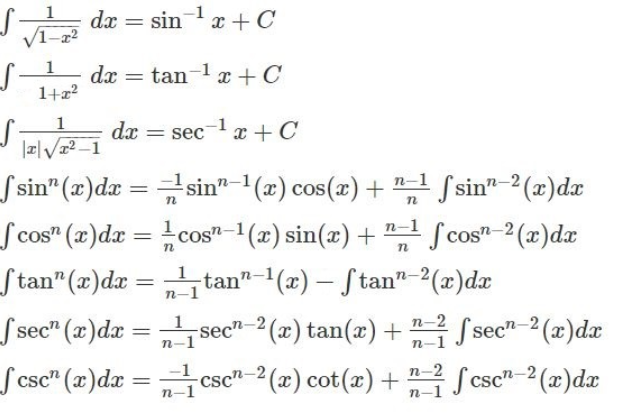 ∫ 1/√(1−x²) dx = sin⁻¹ x + C
∫ 1/(1+x²) dx = tan⁻¹ x + C
∫ 1/(|x|√(x²−1)) dx = sec⁻¹ x + C
∫ sinⁿ(x)dx = −1/n sinⁿ⁻¹(x) cos(x) + (n−1)/n ∫ sinⁿ⁻²(x)dx
∫ cosⁿ(x)dx = 1/n cosⁿ⁻¹(x) sin(x) + (n−1)/n ∫ cosⁿ⁻²(x)dx
∫ tanⁿ(x)dx = 1/(n−1) tanⁿ⁻¹(x) − ∫ tanⁿ⁻²(x)dx
∫ secⁿ(x)dx = 1/(n−1) secⁿ⁻²(x) tan(x) + (n−2)/(n−1) ∫ secⁿ⁻²(x)dx
∫ cscⁿ(x)dx = −1/(n−1) cscⁿ⁻²(x) cot(x) + (n−2)/(n−1) ∫ cscⁿ⁻²(x)dx